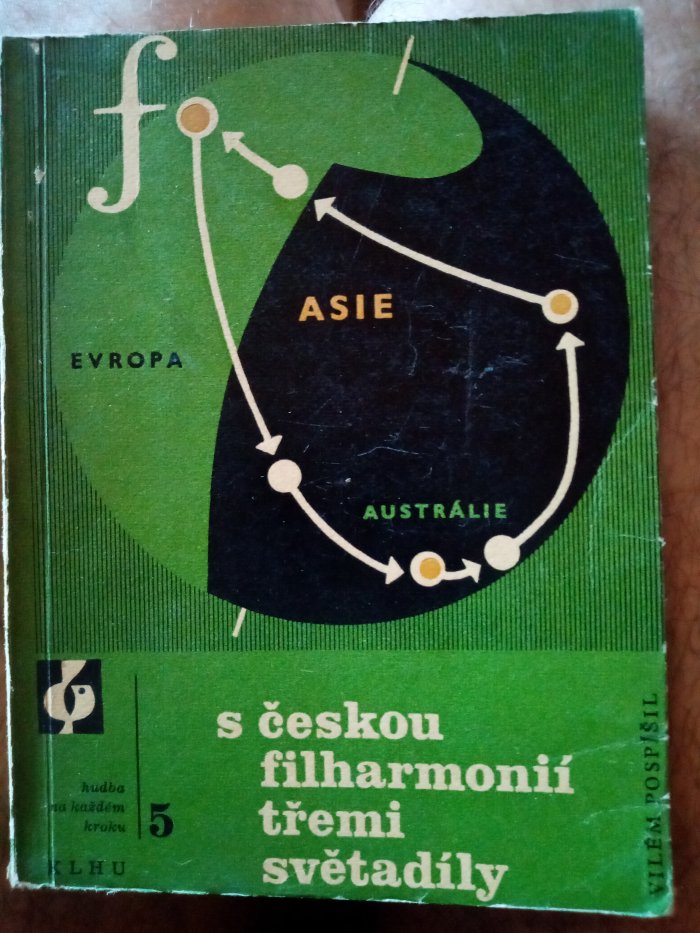 f
ASIE
EVROPA
AUSTRÁLIE
s českou
filharmonií
třemi
světadíly
hudba
na každém
kroku
5
KLHU
VILÉM POSPÍŠIL